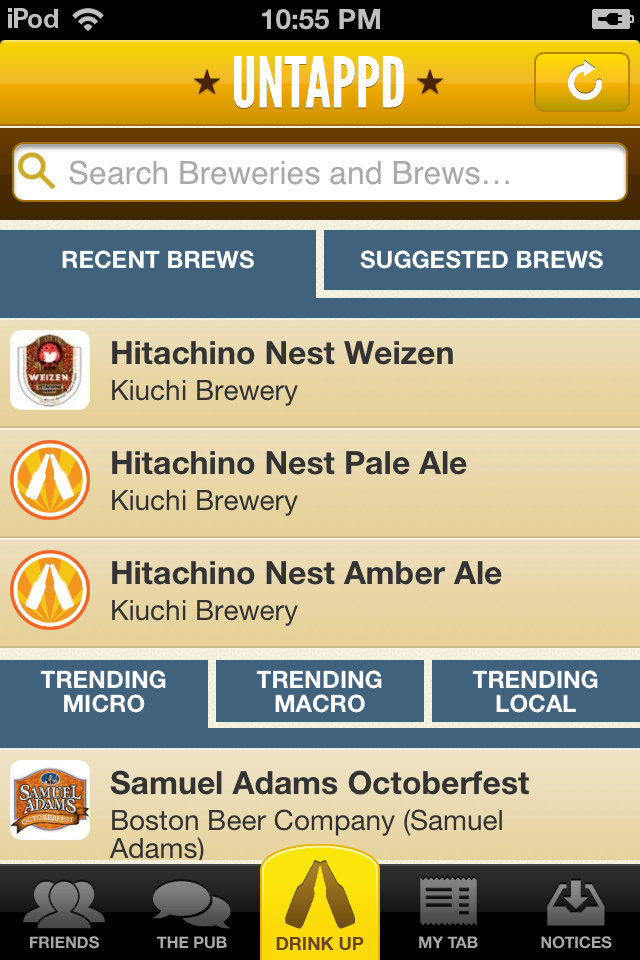 iPod 10:55 PM
UNTAPPD
Search Breweries and Brews...
RECENT BREWS SUGGESTED BREWS
WEIZEN
Hitachino Nest Weizen
Kiuchi Brewery
Hitachino Nest Pale Ale
Kiuchi Brewery
Hitachino Nest Amber Ale
Kiuchi Brewery
TRENDING MICRO
TRENDING MACRO
TRENDING LOCAL
SAMUEL
ADAMS
OCTOBERFEST
Samuel Adams Octoberfest
Boston Beer Company (Samuel
Adams)
FRIENDS THE PUB DRINK UP MY TAB NOTICES